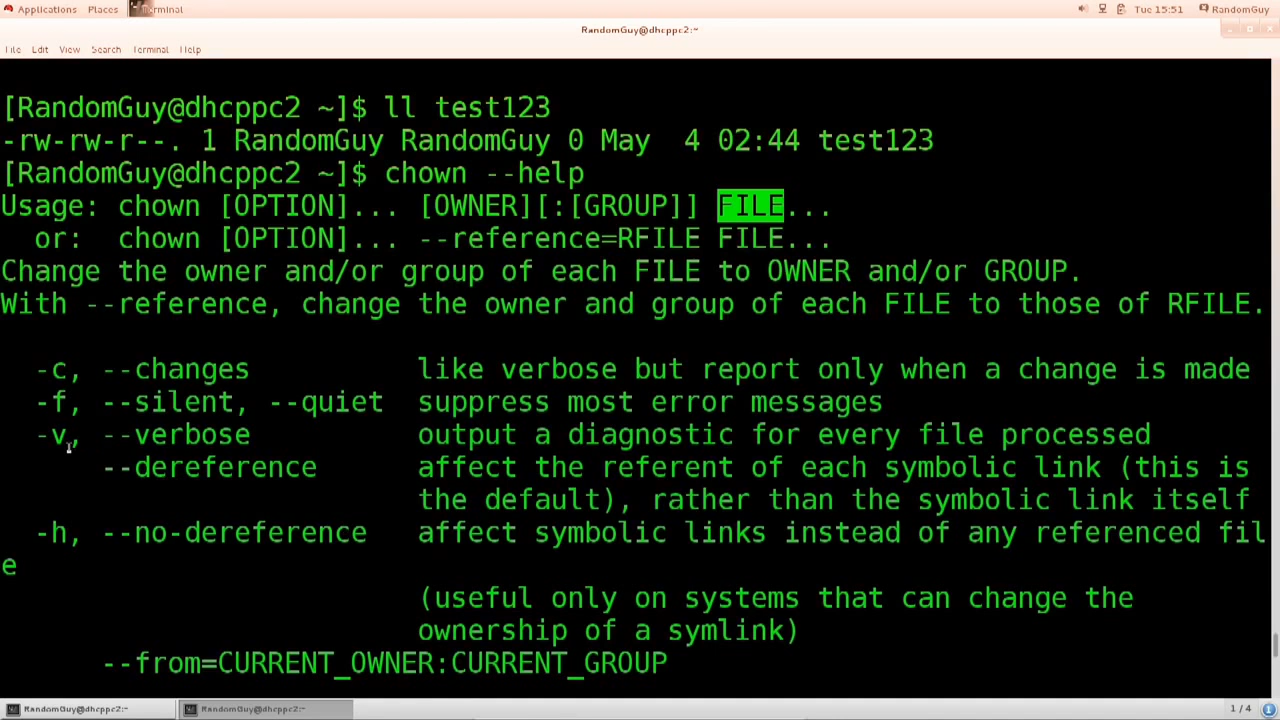 Applications Places Terminal Tue 15:51 RandomGuy
RandomGuy@dhcppc2:~
File Edit View Search Terminal Help
[RandomGuy@dhcppc2 ~]$ ll test123
-rw-rw-r--. 1 RandomGuy RandomGuy 0 May  4 02:44 test123
[RandomGuy@dhcppc2 ~]$ chown --help
Usage: chown [OPTION]... [OWNER][:[GROUP]] FILE...
  or:  chown [OPTION]... --reference=RFILE FILE...
Change the owner and/or group of each FILE to OWNER and/or GROUP.
With --reference, change the owner and group of each FILE to those of RFILE.
  -c, --changes          like verbose but report only when a change is made
  -f, --silent, --quiet  suppress most error messages
  -v, --verbose          output a diagnostic for every file processed
      --dereference      affect the referent of each symbolic link (this is
                         the default), rather than the symbolic link itself
  -h, --no-dereference   affect symbolic links instead of any referenced fil
e
                         (useful only on systems that can change the
                         ownership of a symlink)
      --from=CURRENT_OWNER:CURRENT_GROUP
RandomGuy@dhcppc2:~ RandomGuy@dhcppc2:~ 1 / 4